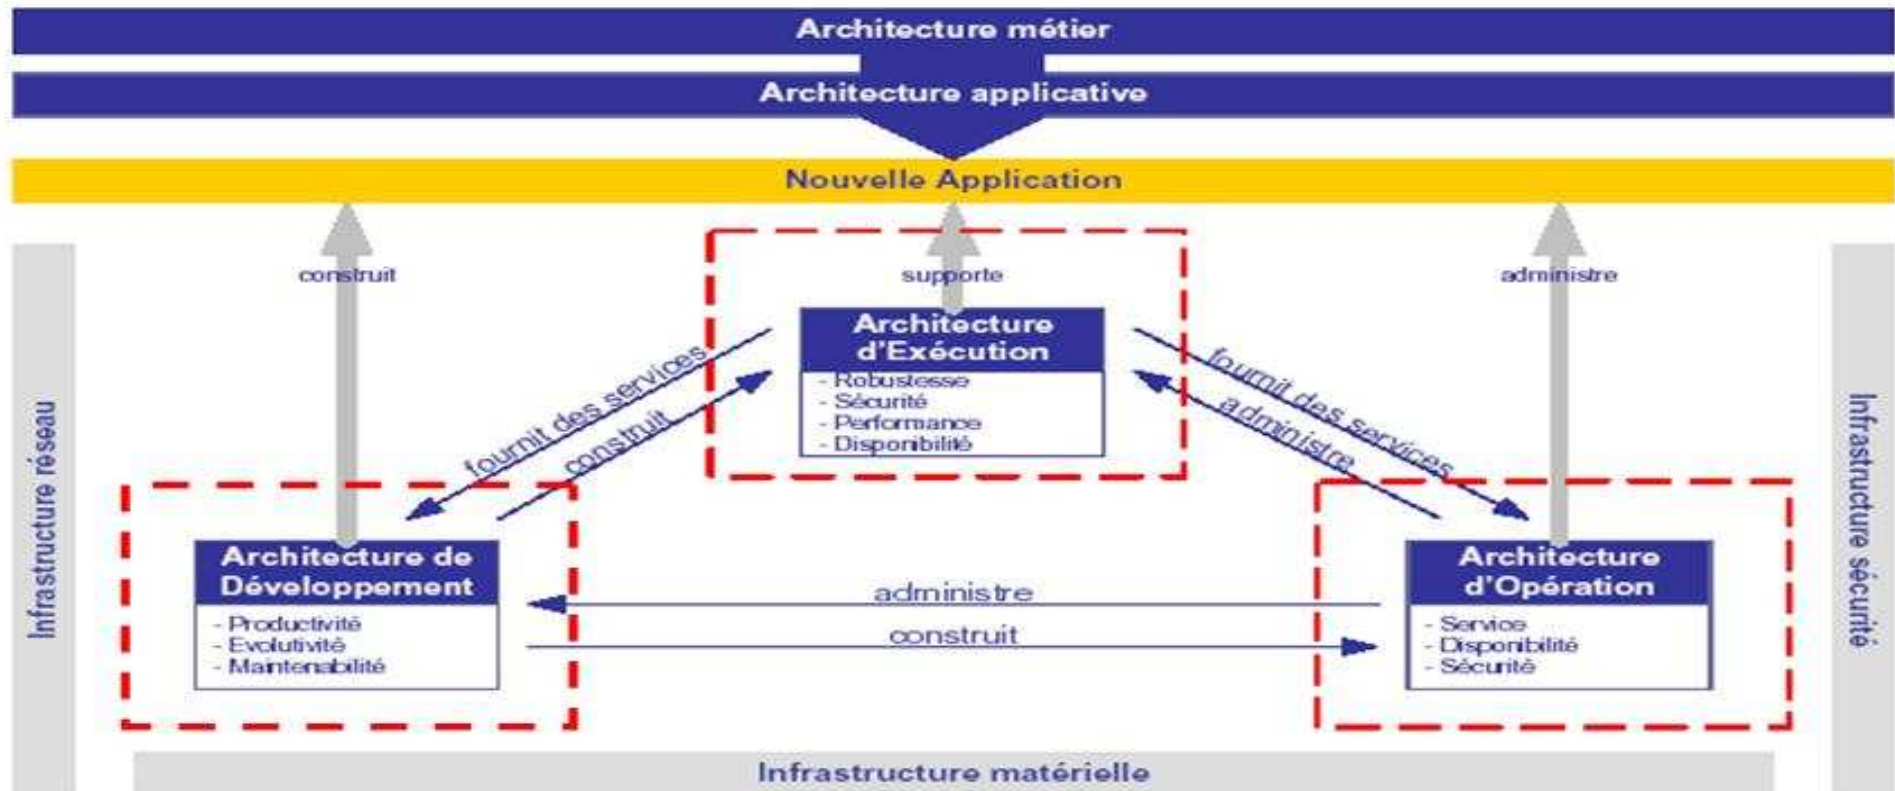 Architecture métier
Architecture applicative
Nouvelle Application
construit
supporte
administre
Architecture
d'Exécution
- Robustesse
- Sécurité
- Performance
- Disponibilité
fournit des services
construit
fournit des services
administre
Infrastructure réseau
Infrastructure sécurité
Architecture de
Développement
- Productivité
- Evolutivité
- Maintenabilité
administre
construit
Architecture
d'Opération
- Service
- Disponibilité
- Sécurité
Infrastructure matérielle